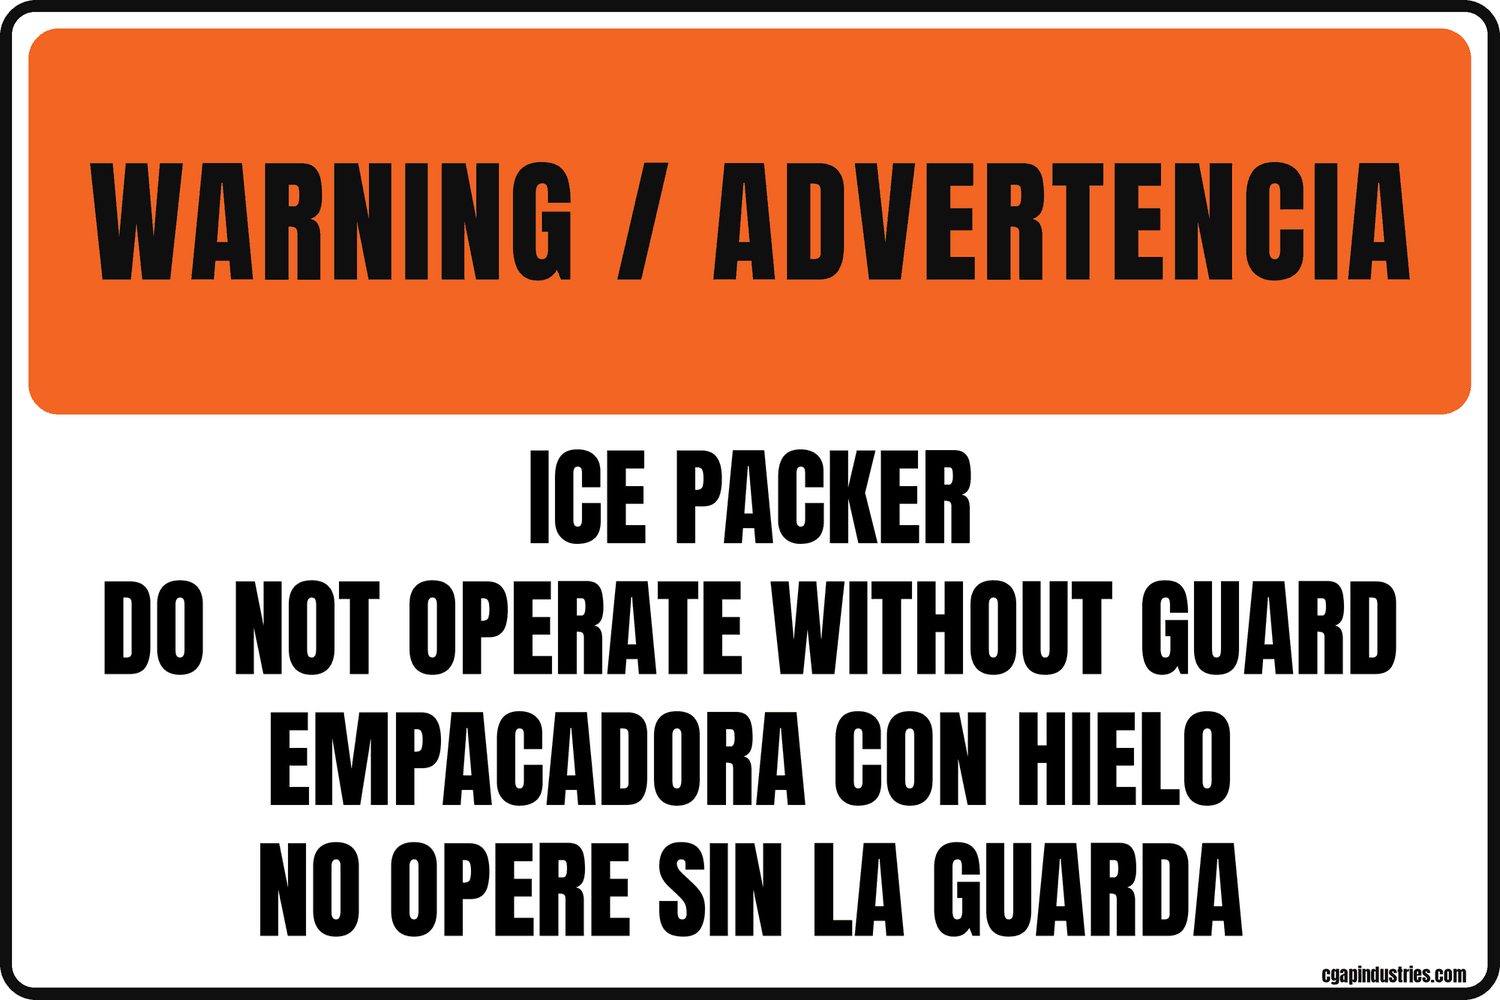 WARNING / ADVERTENCIA
ICE PACKER
DO NOT OPERATE WITHOUT GUARD
EMPACADORA CON HIELO
NO OPERE SIN LA GUARDA
cgapindustries.com